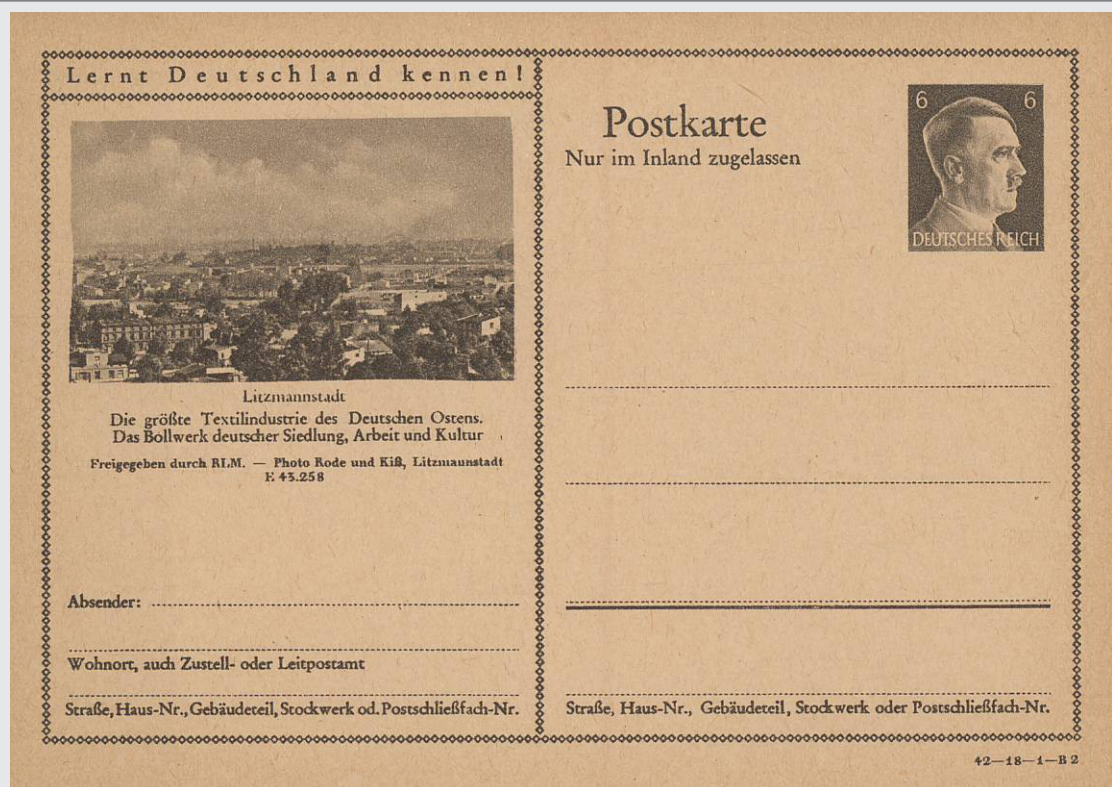 Lernt Deutschland kennen!
Litzmannstadt
Die größte Textilindustrie des Deutschen Ostens.
Das Bollwerk deutscher Siedlung, Arbeit und Kultur
Freigegeben durch RLM. — Photo Rode und Kiß, Litzmannstadt
E 43.258
Absender:
Wohnort, auch Zustell- oder Leitpostamt
Straße, Haus-Nr., Gebäudeteil, Stockwerk od. Postschließfach-Nr.
Postkarte
Nur im Inland zugelassen
6 6
DEUTSCHES REICH
Straße, Haus-Nr., Gebäudeteil, Stockwerk oder Postschließfach-Nr.
42—18—1—B 2